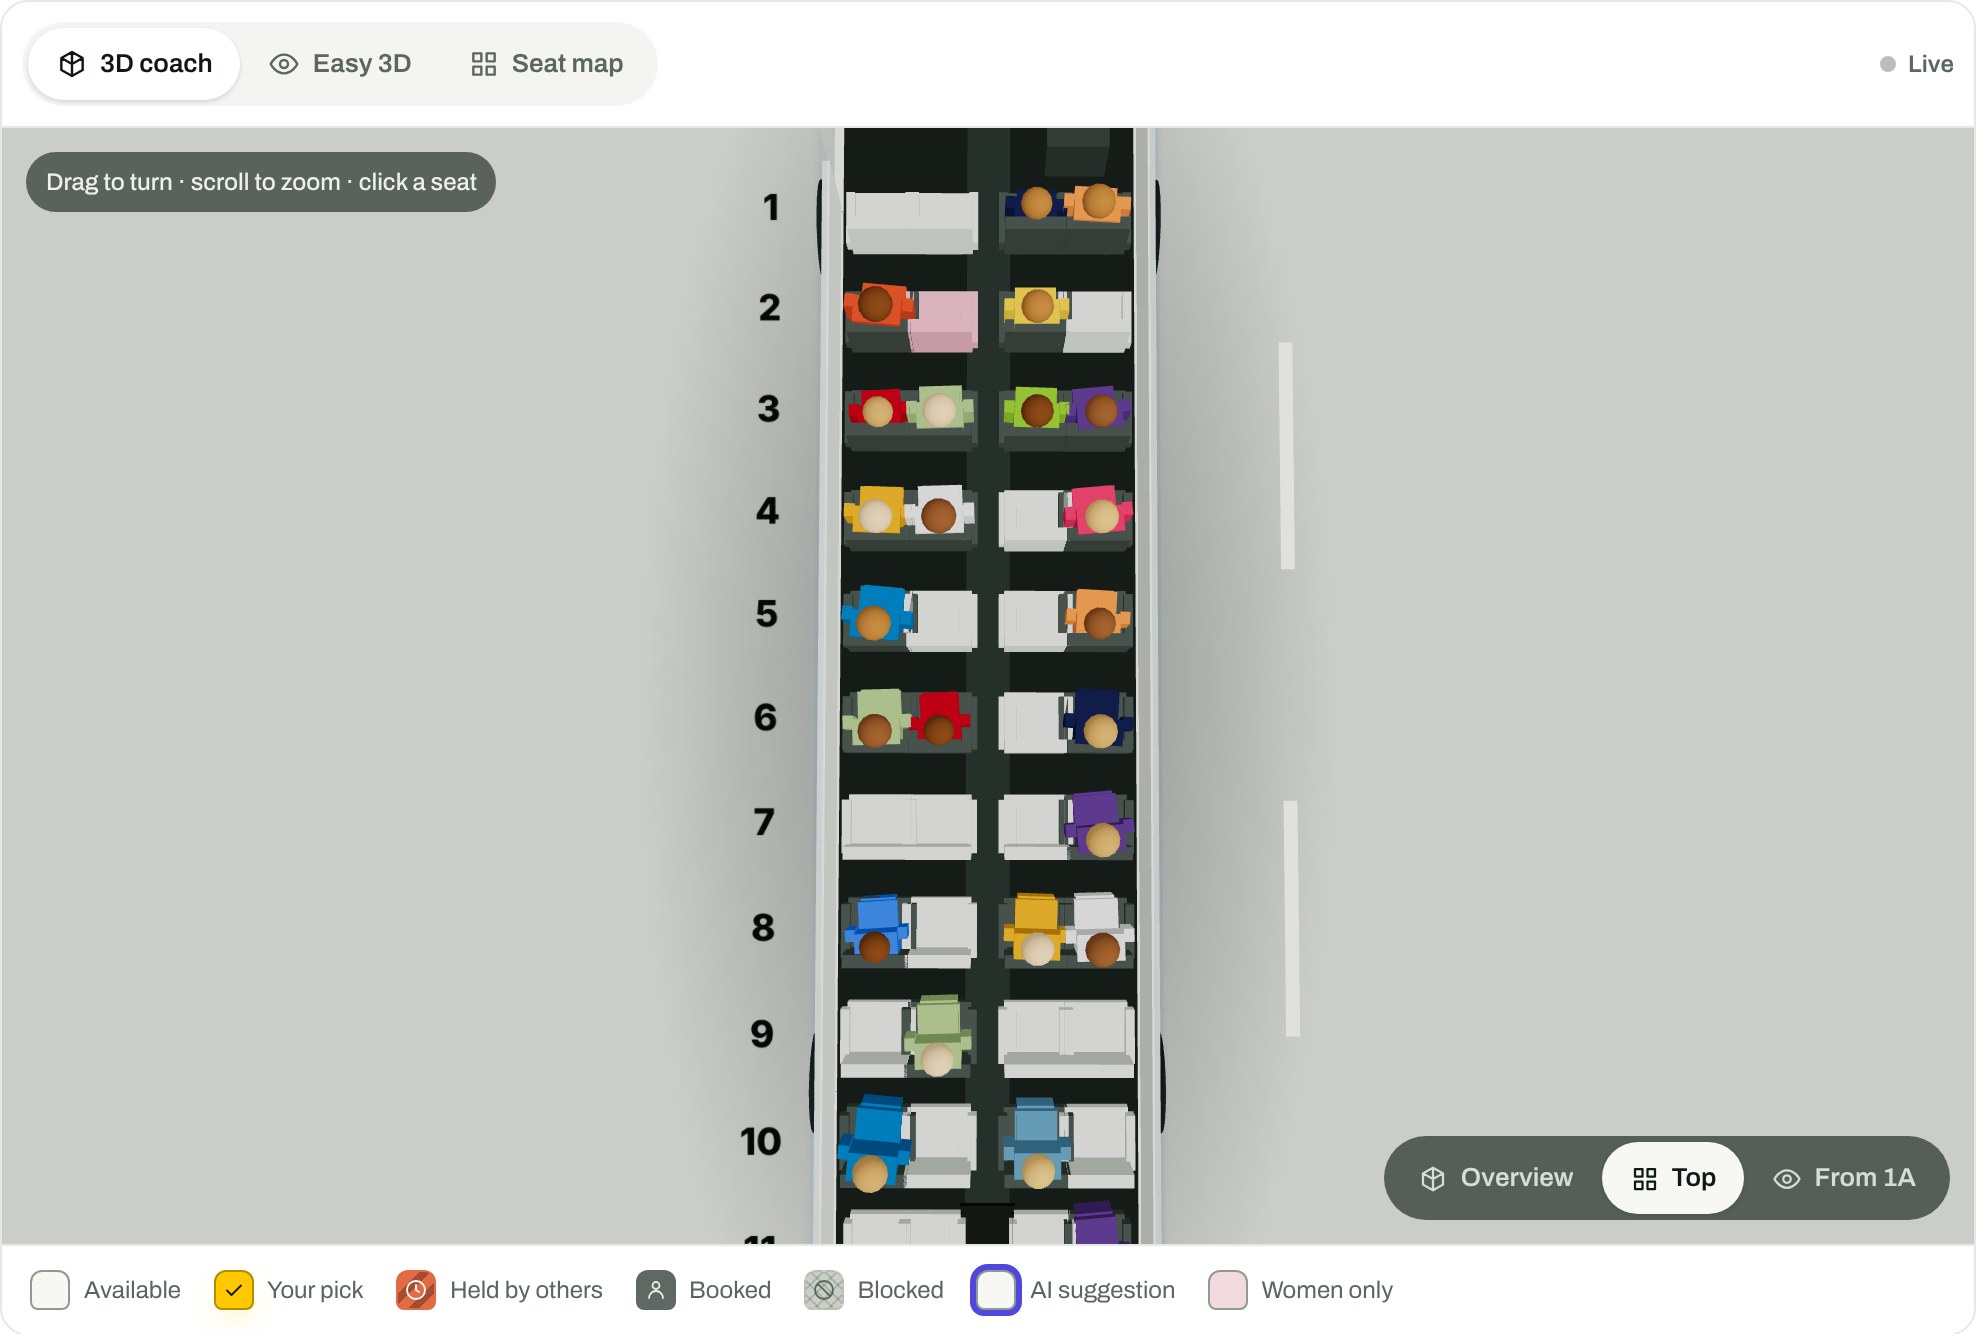 3D coach
Easy 3D
Seat map
Live
Drag to turn · scroll to zoom · click a seat
1
2
3
4
5
6
7
8
9
10
11
Overview
Top
From 1A
Available
Your pick
Held by others
Booked
Blocked
AI suggestion
Women only